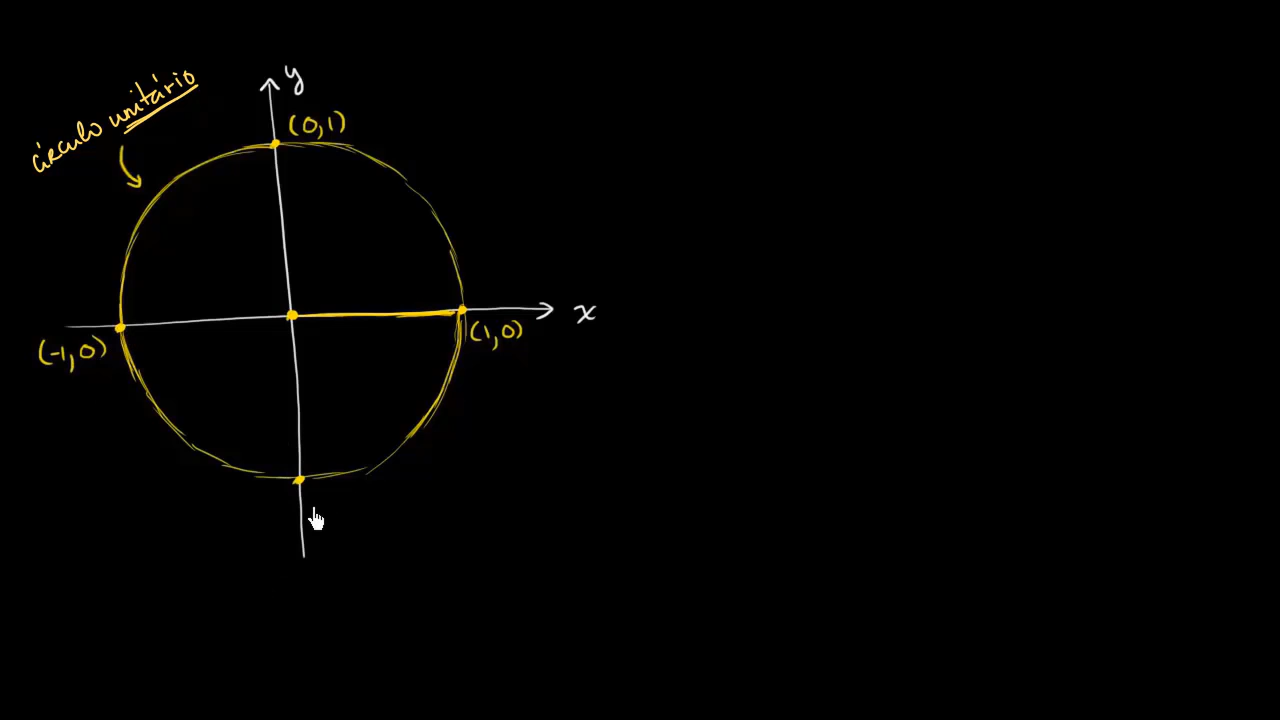 círculo unitário
y
(0,1)
x
(1,0)
(-1,0)